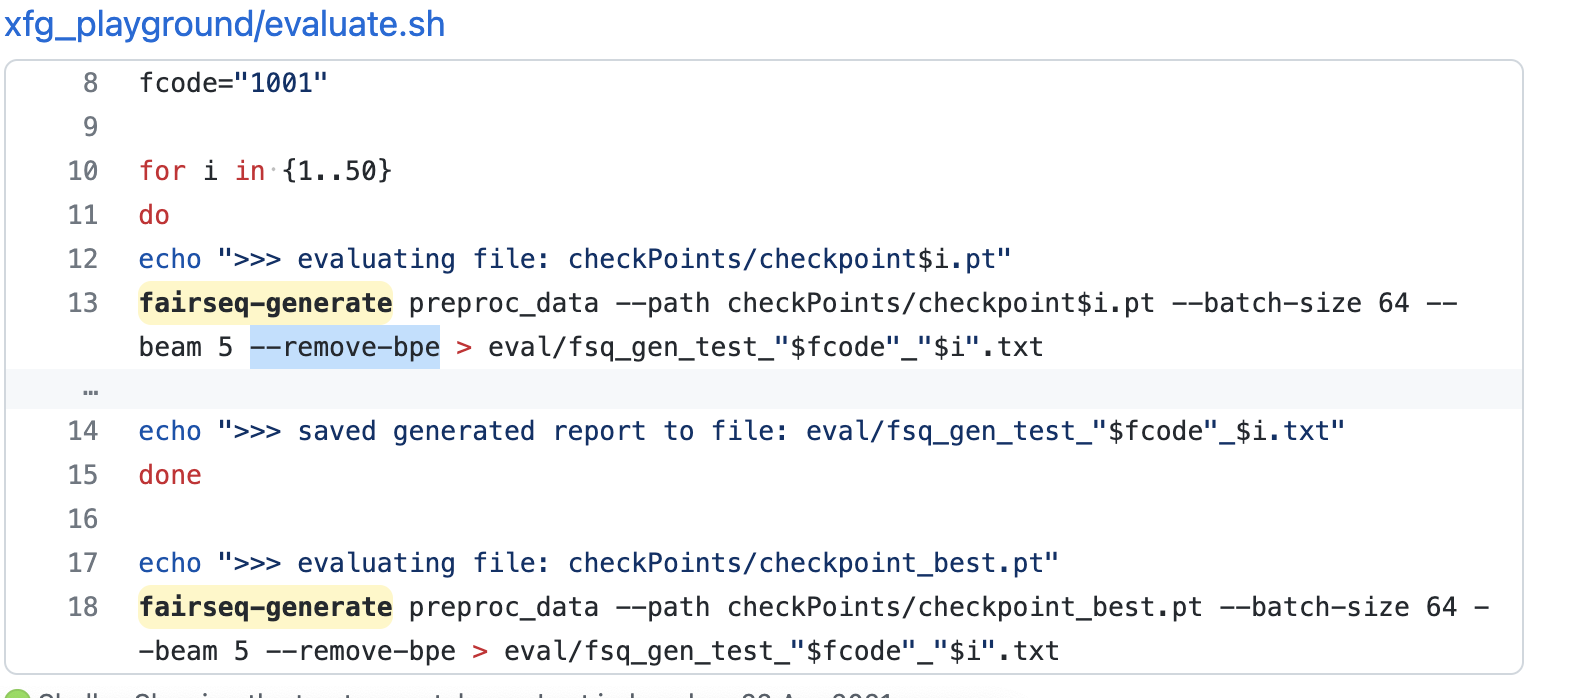 xfg_playground/evaluate.sh
8 fcode="1001"
9
10 for i in {1..50}
11 do
12 echo ">>> evaluating file: checkPoints/checkpoint$i.pt"
13 fairseq-generate preproc_data --path checkPoints/checkpoint$i.pt --batch-size 64 --
beam 5 --remove-bpe > eval/fsq_gen_test_"$fcode"_"$i".txt
…
14 echo ">>> saved generated report to file: eval/fsq_gen_test_"$fcode"_$i.txt"
15 done
16
17 echo ">>> evaluating file: checkPoints/checkpoint_best.pt"
18 fairseq-generate preproc_data --path checkPoints/checkpoint_best.pt --batch-size 64 -
-beam 5 --remove-bpe > eval/fsq_gen_test_"$fcode"_"$i".txt